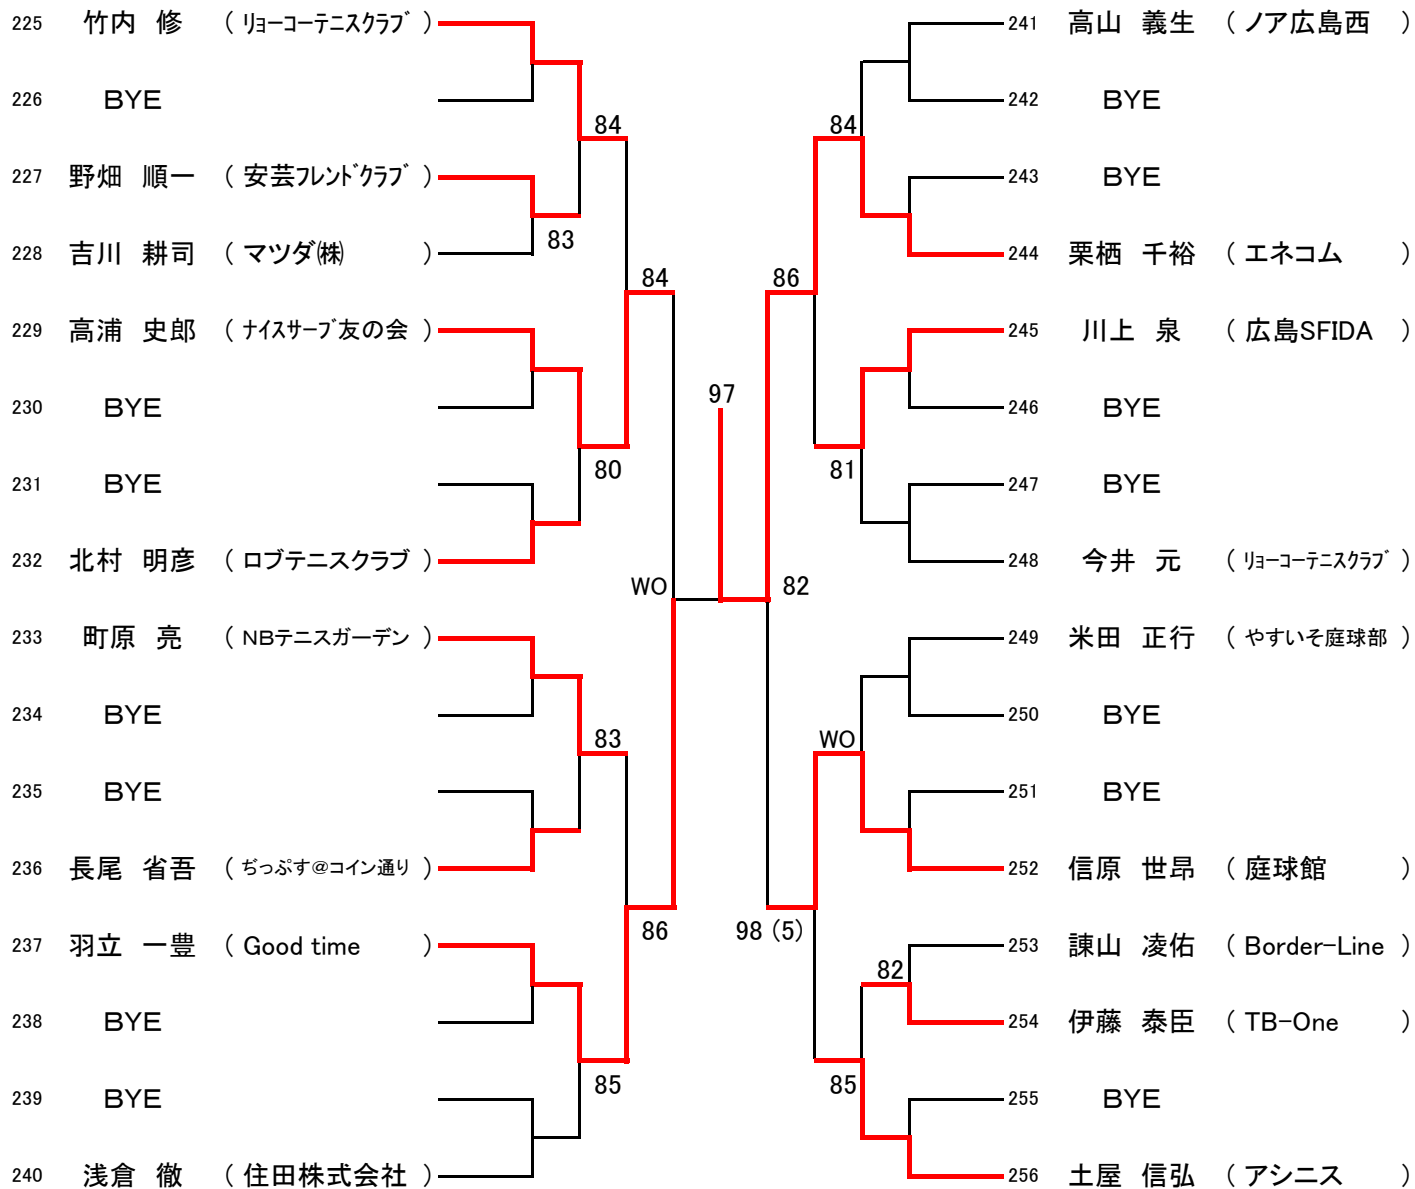 225 竹内 修 ( リョーコーテニスクラブ )
226 BYE
84
227 野畑 順一 ( 安芸フレンドクラブ )
83
228 吉川 耕司 ( マツダ㈱ )
84
229 高浦 史郎 ( ナイスサーブ友の会 )
230 BYE
80
231 BYE
232 北村 明彦 ( ロブテニスクラブ )
WO
233 町原 亮 ( NBテニスガーデン )
234 BYE
83
235 BYE
236 長尾 省吾 ( ぢっぷす@コイン通り )
86
237 羽立 一豊 ( Good time )
238 BYE
85
239 BYE
240 浅倉 徹 ( 住田株式会社 )
97
241 高山 義生 ( ノア広島西 )
242 BYE
84
243 BYE
244 栗栖 千裕 ( エネコム )
86
245 川上 泉 ( 広島SFIDA )
246 BYE
81
247 BYE
248 今井 元 ( リョーコーテニスクラブ )
82
249 米田 正行 ( やすいそ庭球部 )
250 BYE
WO
251 BYE
252 信原 世昂 ( 庭球館 )
98 (5)
253 諫山 凌佑 ( Border-Line )
82
254 伊藤 泰臣 ( TB-One )
85
255 BYE
256 土屋 信弘 ( アシニス )